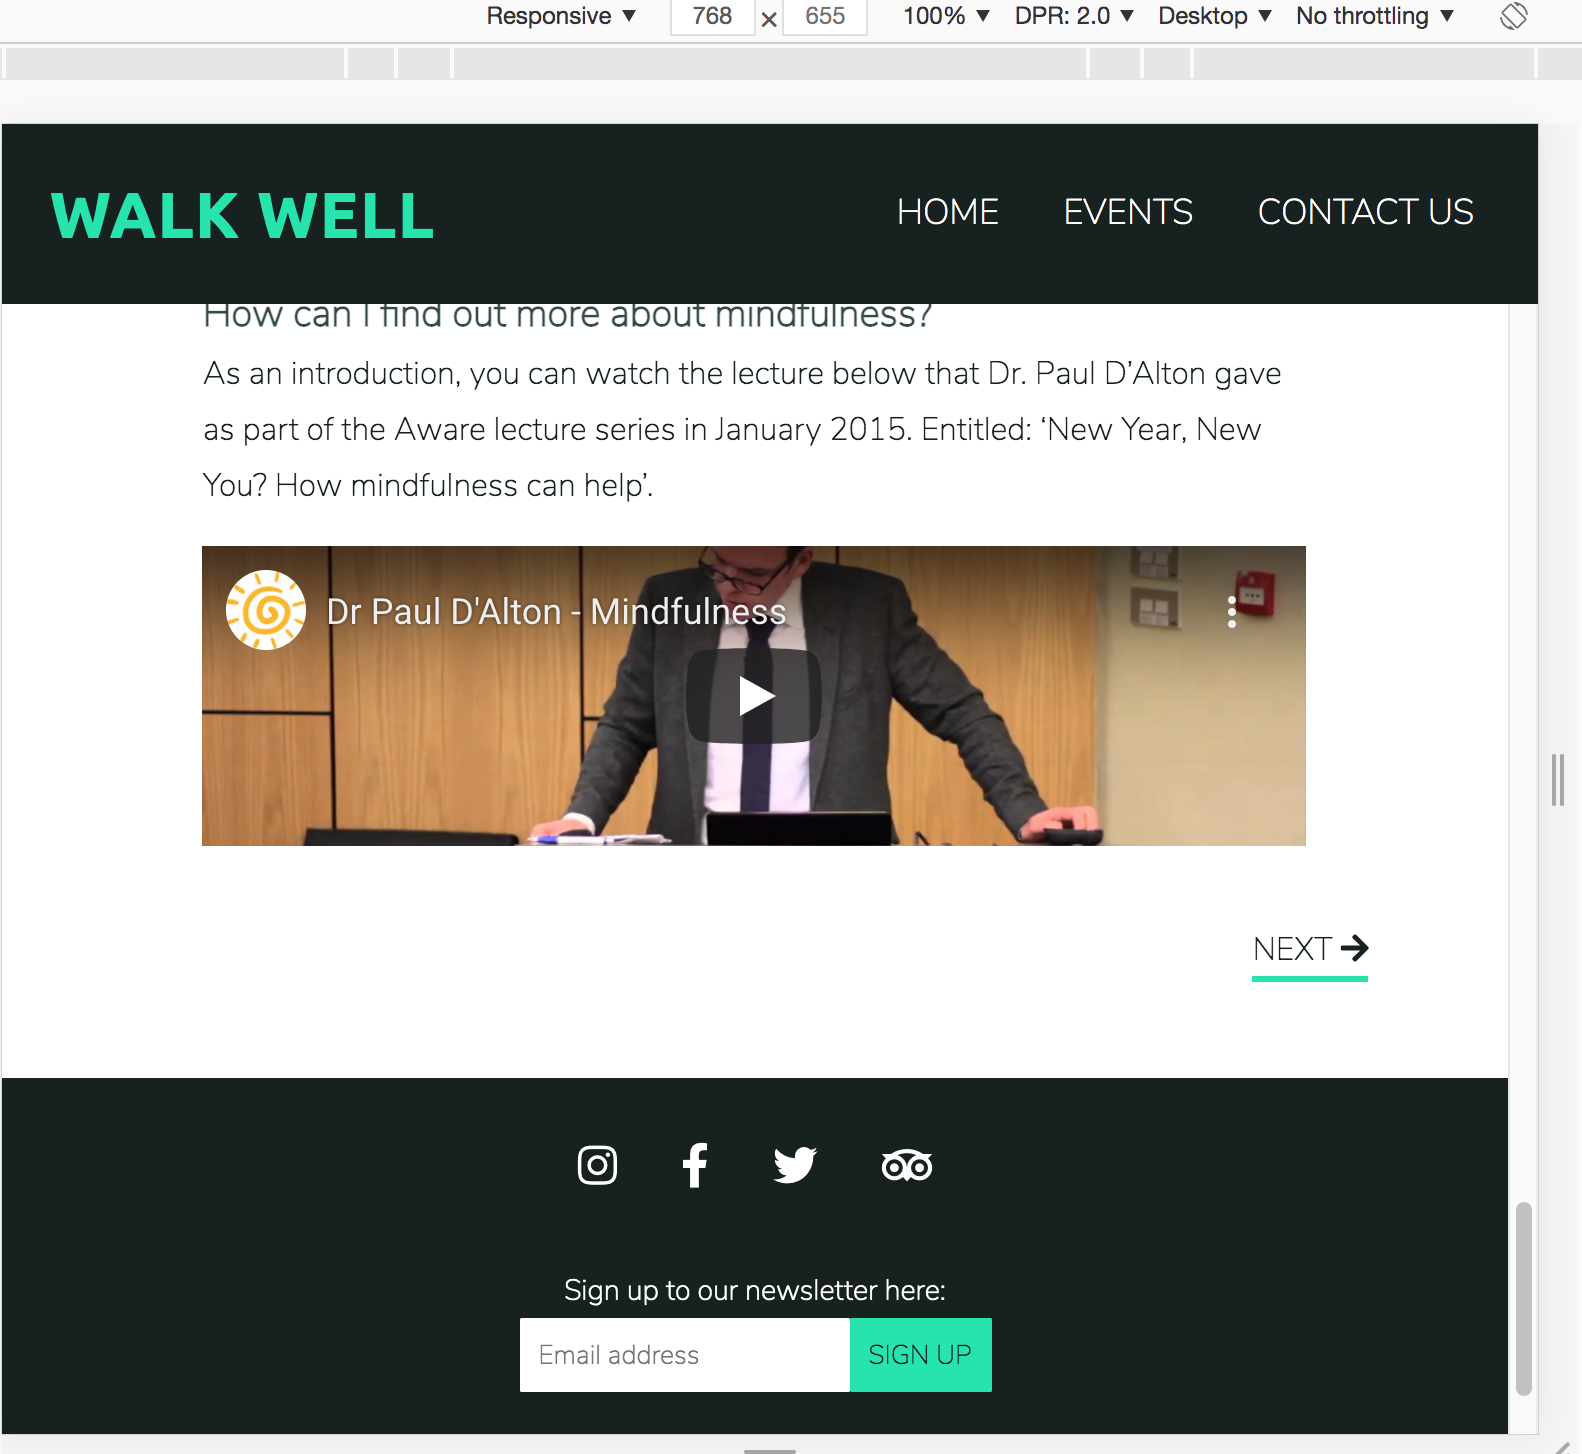 Responsive ▼ 768 × 655 100% ▼ DPR: 2.0 ▼ Desktop ▼ No throttling ▼
WALK WELL
HOME EVENTS CONTACT US
How can I find out more about mindfulness?
As an introduction, you can watch the lecture below that Dr. Paul D’Alton gave
as part of the Aware lecture series in January 2015. Entitled: ‘New Year, New
You? How mindfulness can help’.
Dr Paul D'Alton - Mindfulness
NEXT →
Sign up to our newsletter here:
Email address SIGN UP